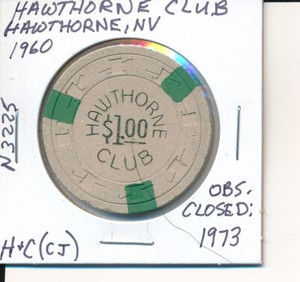 HAWTHORNE CLUB
HAWTHORNE, NV
1960
N3225
HAWTHORNE
$1.00
CLUB
OBS.
CLOSED:
1973
H+C (CJ)